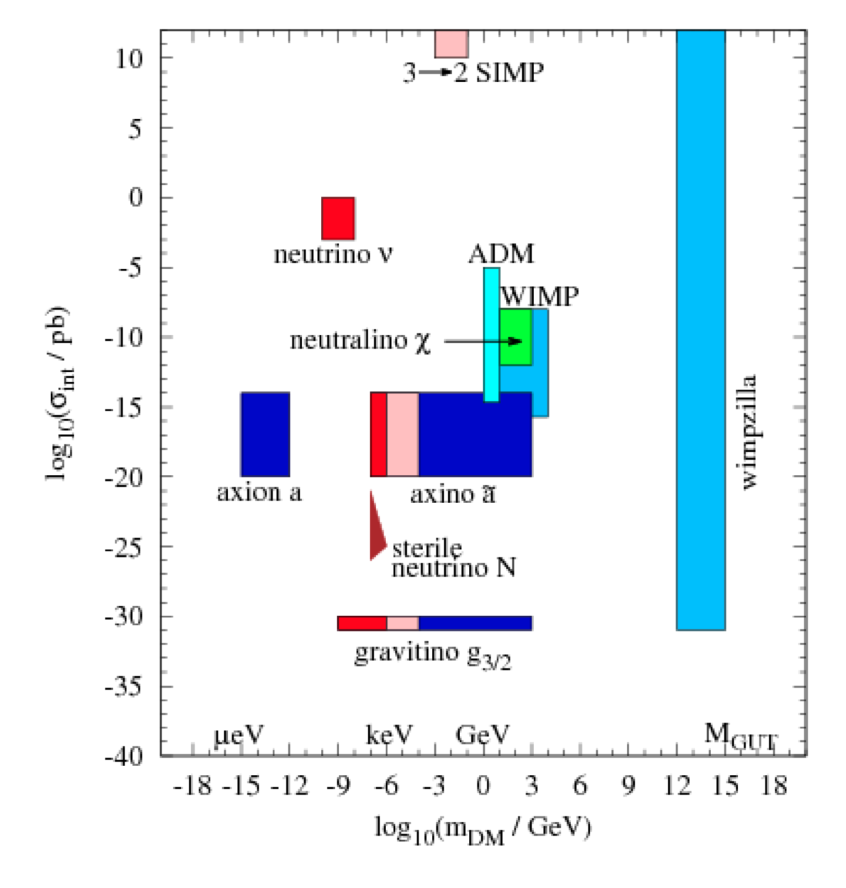 10
3→2 SIMP
5
0
neutrino ν
ADM
-5
WIMP
neutralino χ
-10
log10(σint / pb)
-15
wimpzilla
-20
axion a
axino ã
-25
sterile
neutrino N
-30
gravitino g3/2
-35
μeV
keV
GeV
MGUT
-40
-18 -15 -12 -9 -6 -3 0 3 6 9 12 15 18
log10(mDM / GeV)